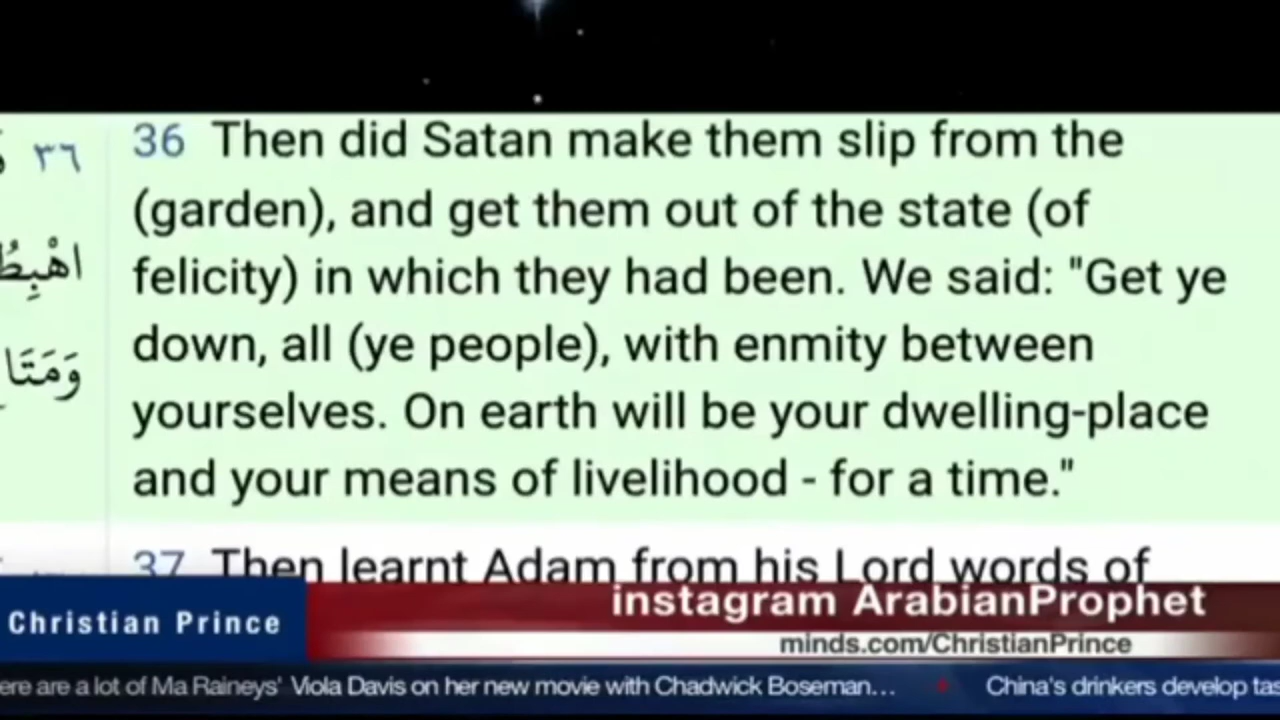 ٣٦
اهْبِطُ
وَمَتَا
36 Then did Satan make them slip from the
(garden), and get them out of the state (of
felicity) in which they had been. We said: "Get ye
down, all (ye people), with enmity between
yourselves. On earth will be your dwelling-place
and your means of livelihood - for a time."
37 Then learnt Adam from his Lord words of
instagram ArabianProphet
Christian Prince
minds.com/ChristianPrince
ere are a lot of Ma Raineys' Viola Davis on her new movie with Chadwick Boseman... • China's drinkers develop tas